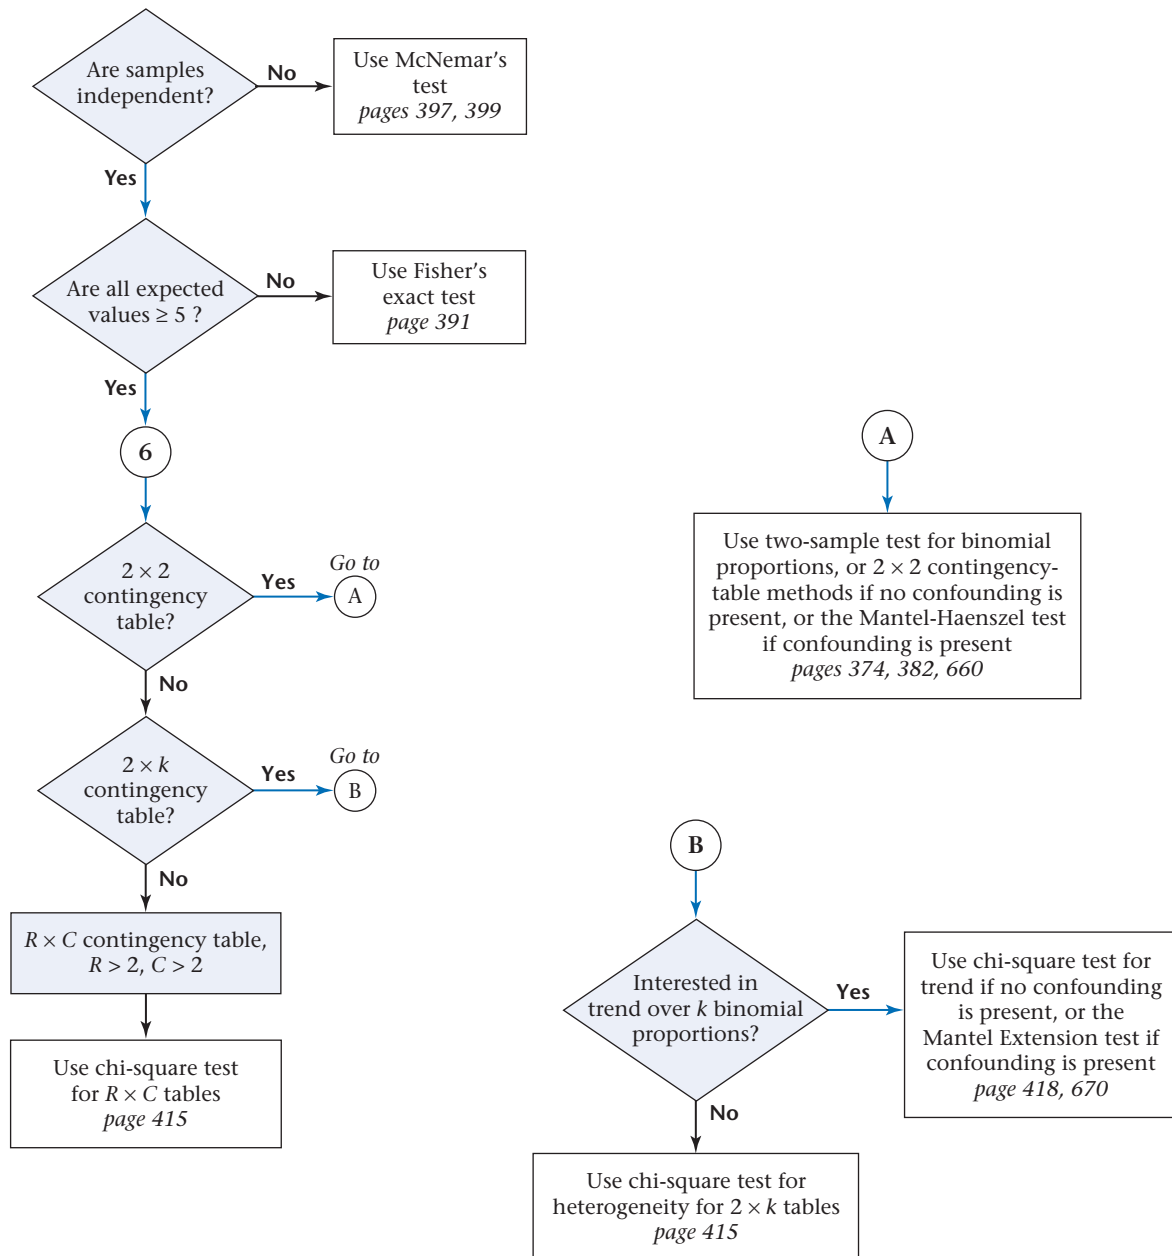 Are samples
independent?
No
Use McNemar’s
test
pages 397, 399
Yes
Are all expected
values ≥ 5 ?
No
Use Fisher’s
exact test
page 391
Yes
6
2 × 2
contingency
table?
Yes
Go to
A
No
2 × k
contingency
table?
Yes
Go to
B
No
R × C contingency table,
R > 2, C > 2
Use chi-square test
for R × C tables
page 415
A
Use two-sample test for binomial
proportions, or 2 × 2 contingency-
table methods if no confounding is
present, or the Mantel-Haenszel test
if confounding is present
pages 374, 382, 660
B
Interested in
trend over k binomial
proportions?
Yes
Use chi-square test for
trend if no confounding
is present, or the
Mantel Extension test if
confounding is present
page 418, 670
No
Use chi-square test for
heterogeneity for 2 × k tables
page 415